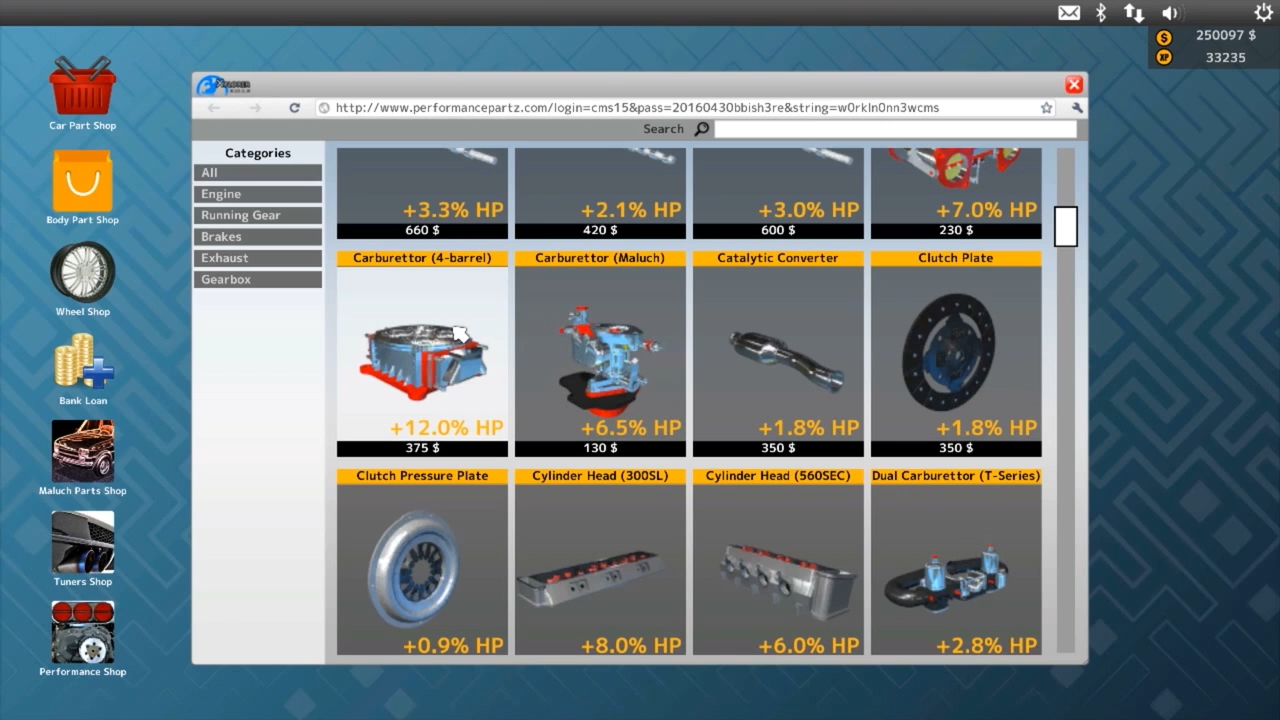 250097 $
33235
Car Part Shop
Body Part Shop
Wheel Shop
Bank Loan
Maluch Parts Shop
Tuners Shop
Performance Shop
http://www.performancepartz.com/login=cms15&pass=20160430bbish3re&string=w0rkIn0nn3wcms
Search
Categories
All
Engine
Running Gear
Brakes
Exhaust
Gearbox
+3.3% HP
660 $
+2.1% HP
420 $
+3.0% HP
600 $
+7.0% HP
230 $
Carburettor (4-barrel)
+12.0% HP
375 $
Carburettor (Maluch)
+6.5% HP
130 $
Catalytic Converter
+1.8% HP
350 $
Clutch Plate
+1.8% HP
350 $
Clutch Pressure Plate
+0.9% HP
Cylinder Head (300SL)
+8.0% HP
Cylinder Head (560SEC)
+6.0% HP
Dual Carburettor (T-Series)
+2.8% HP